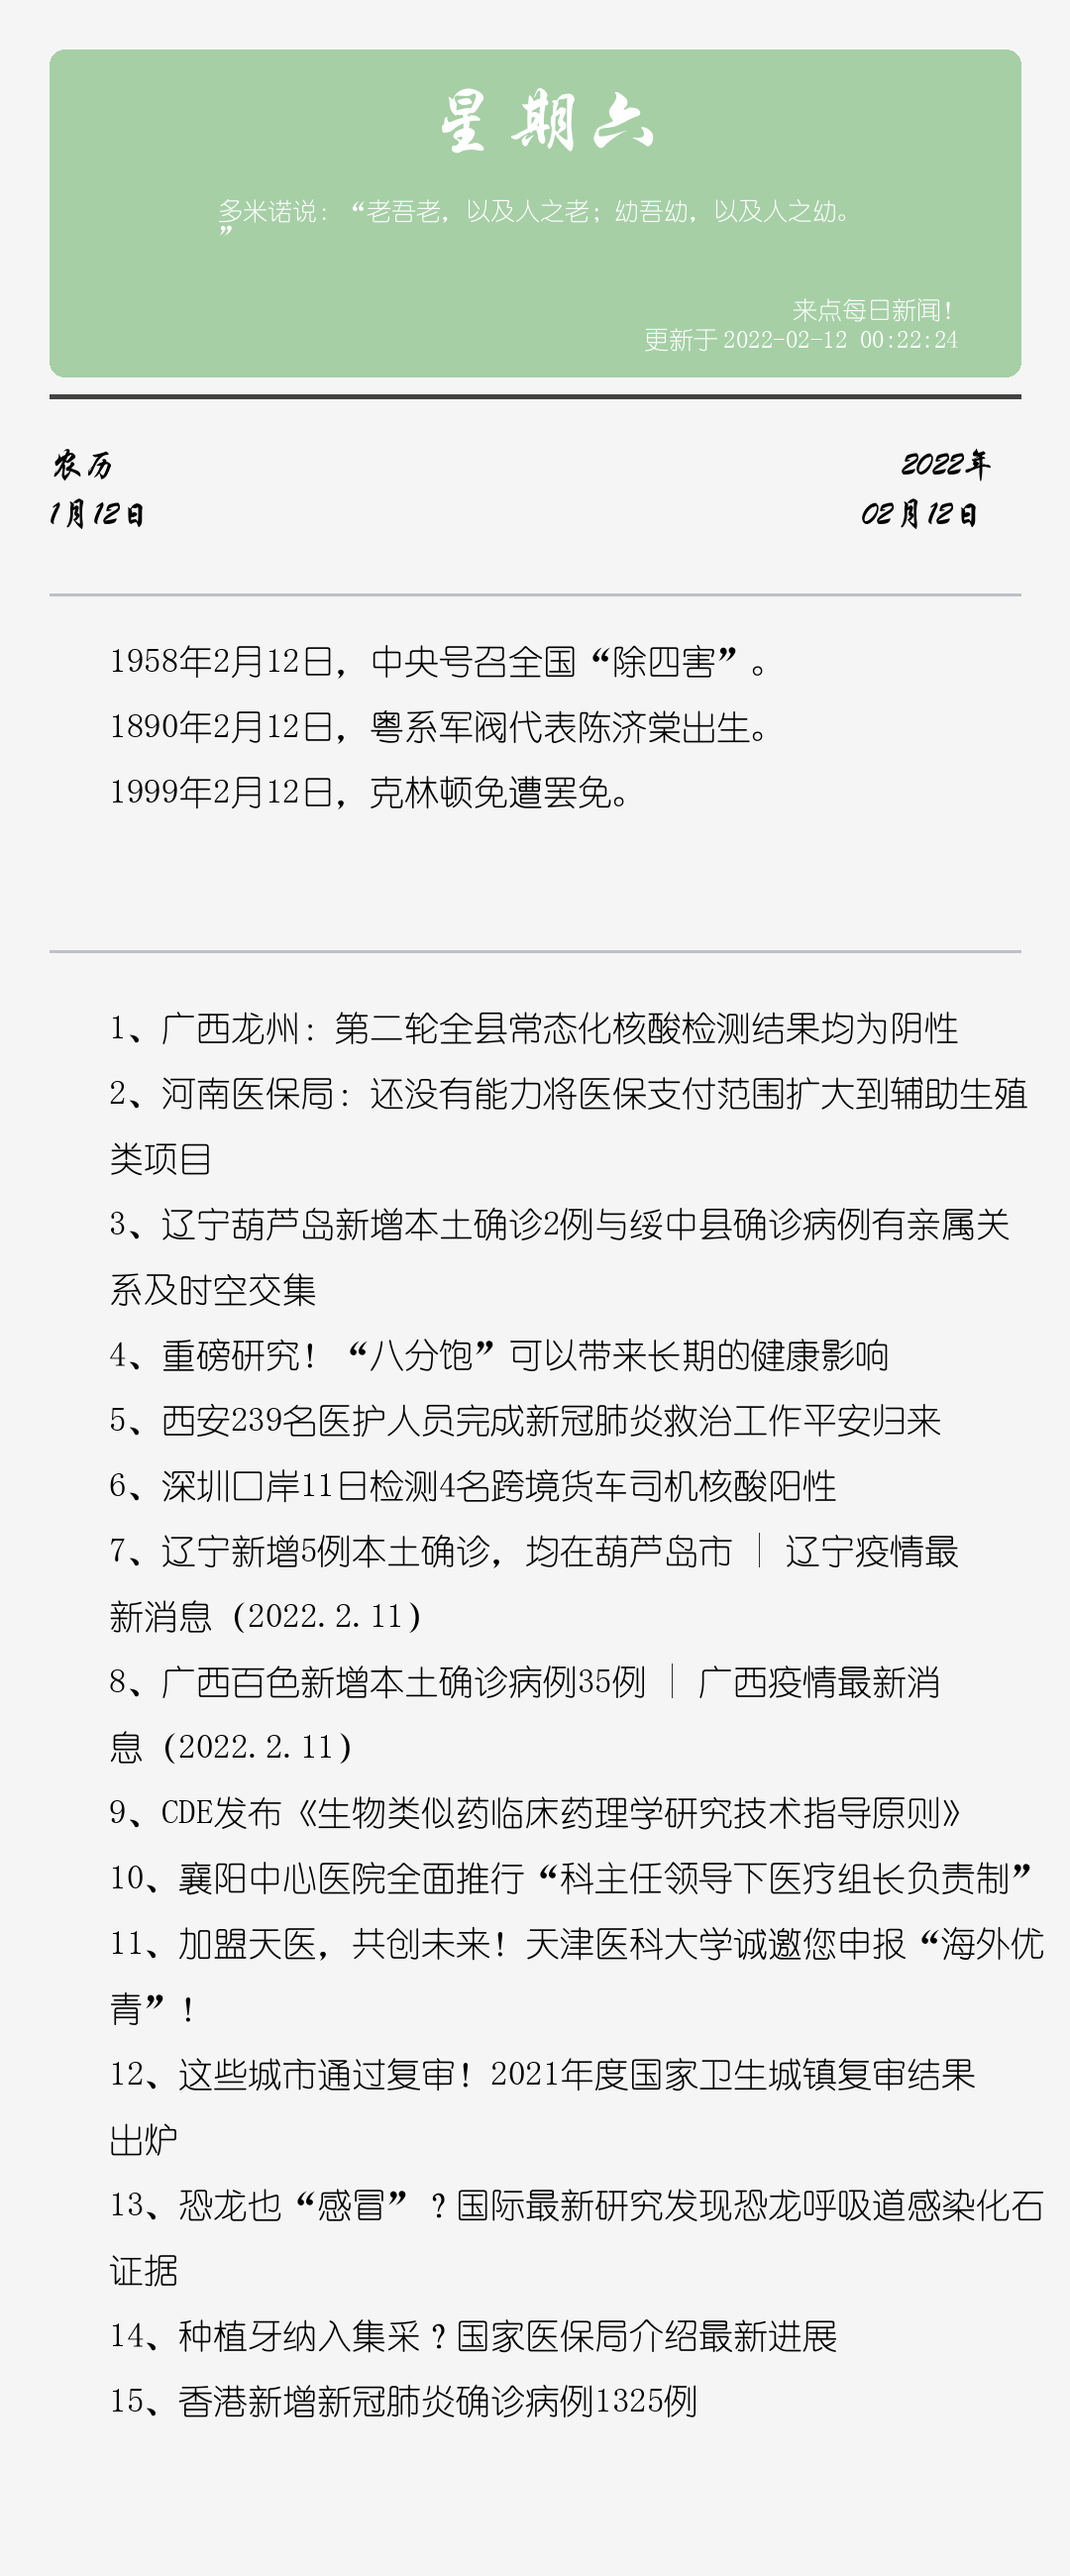 星期六
多米诺说：“老吾老，以及人之老；幼吾幼，以及人之幼。
”
来点每日新闻！
更新于 2022-02-12 00:22:24
农历
2022年
1月12日
02月12日
1958年2月12日，中央号召全国“除四害”。
1890年2月12日，粤系军阀代表陈济棠出生。
1999年2月12日，克林顿免遭罢免。
1、广西龙州：第二轮全县常态化核酸检测结果均为阴性
2、河南医保局：还没有能力将医保支付范围扩大到辅助生殖
类项目
3、辽宁葫芦岛新增本土确诊2例与绥中县确诊病例有亲属关
系及时空交集
4、重磅研究！“八分饱”可以带来长期的健康影响
5、西安239名医护人员完成新冠肺炎救治工作平安归来
6、深圳口岸11日检测4名跨境货车司机核酸阳性
7、辽宁新增5例本土确诊，均在葫芦岛市 | 辽宁疫情最
新消息（2022.2.11）
8、广西百色新增本土确诊病例35例 | 广西疫情最新消
息（2022.2.11）
9、CDE发布《生物类似药临床药理学研究技术指导原则》
10、襄阳中心医院全面推行“科主任领导下医疗组长负责制”
11、加盟天医，共创未来！天津医科大学诚邀您申报“海外优
青”！
12、这些城市通过复审！2021年度国家卫生城镇复审结果
出炉
13、恐龙也“感冒”？国际最新研究发现恐龙呼吸道感染化石
证据
14、种植牙纳入集采？国家医保局介绍最新进展
15、香港新增新冠肺炎确诊病例1325例